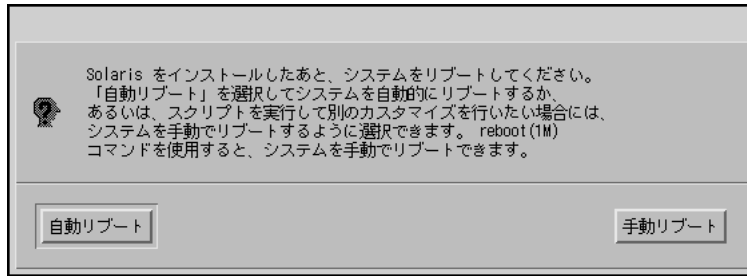 Solaris をインストールしたあと、システムをリブートしてください。
「自動リブート」を選択してシステムを自動的にリブートするか、
あるいは、スクリプトを実行して別のカスタマイズを行いたい場合には、
システムを手動でリブートするように選択できます。 reboot(1M)
コマンドを使用すると、システムを手動でリブートできます。
自動リブート
手動リブート